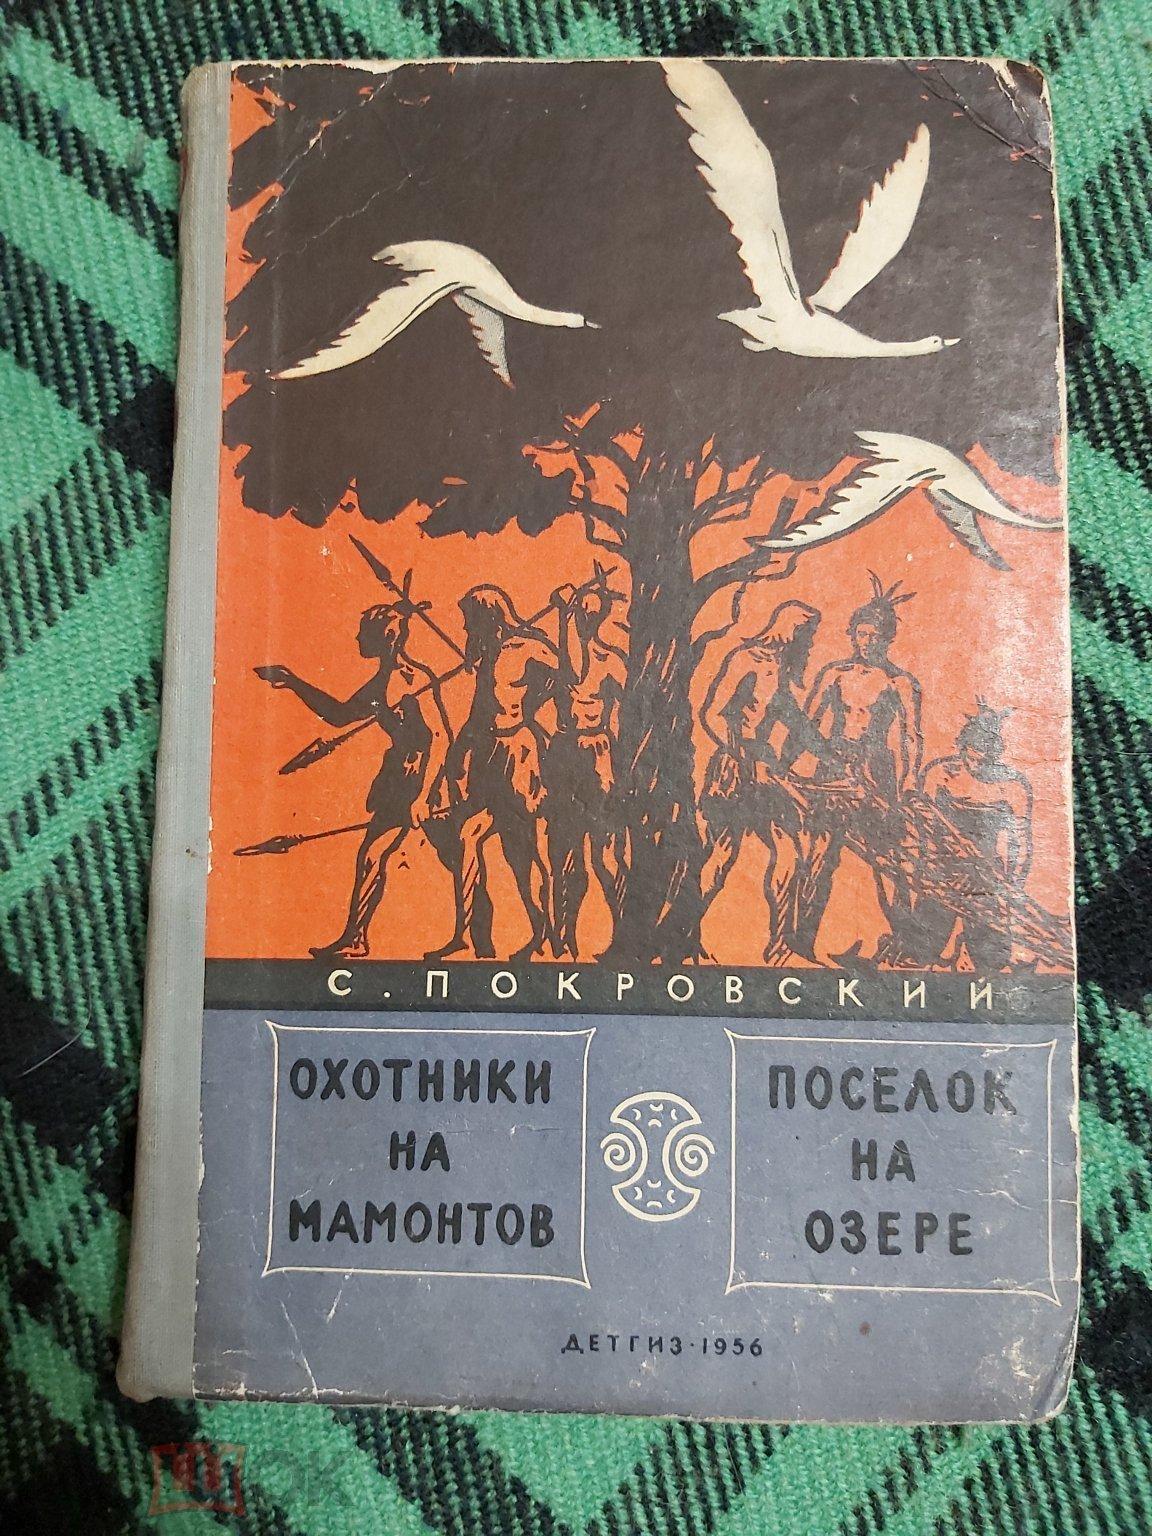 С. ПОКРОВСКИЙ
ОХОТНИКИ
НА
МАМОНТОВ
ПОСЕЛОК
НА
ОЗЕРЕ
ДЕТГИЗ·1956